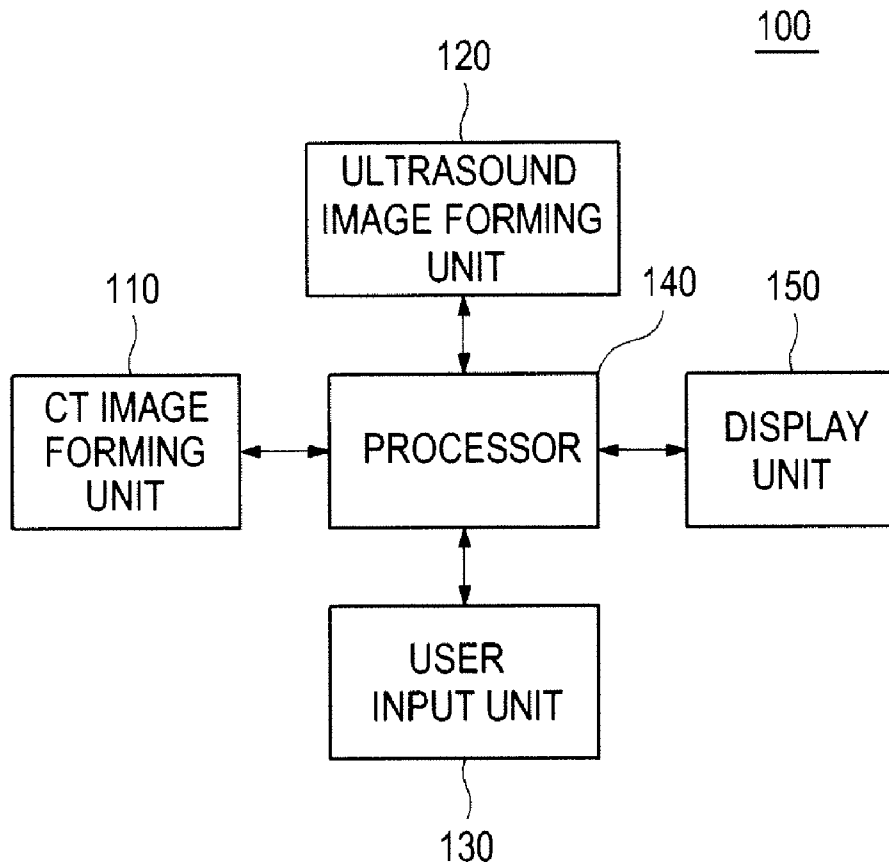 100
120
ULTRASOUND
IMAGE FORMING
UNIT
110
140
150
CT IMAGE
FORMING
UNIT
PROCESSOR
DISPLAY
UNIT
USER
INPUT UNIT
130